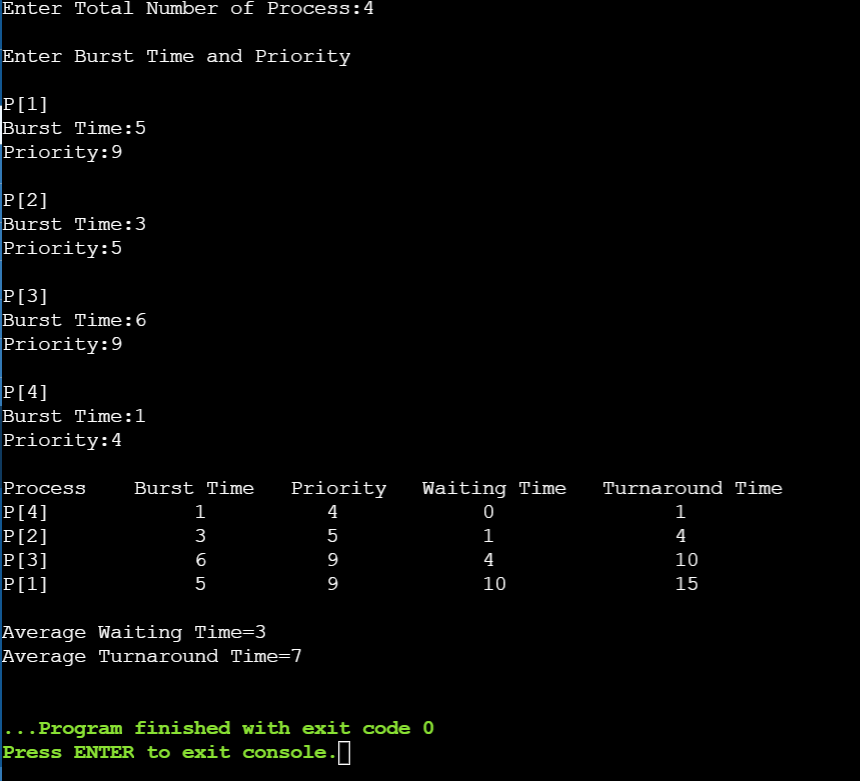 Enter Total Number of Process:4
Enter Burst Time and Priority
P[1]
Burst Time:5
Priority:9
P[2]
Burst Time:3
Priority:5
P[3]
Burst Time:6
Priority:9
P[4]
Burst Time:1
Priority:4
Process    Burst Time   Priority   Waiting Time   Turnaround Time
P[4]            1          4            0               1
P[2]            3          5            1               4
P[3]            6          9            4               10
P[1]            5          9            10              15
Average Waiting Time=3
Average Turnaround Time=7
...Program finished with exit code 0
Press ENTER to exit console.